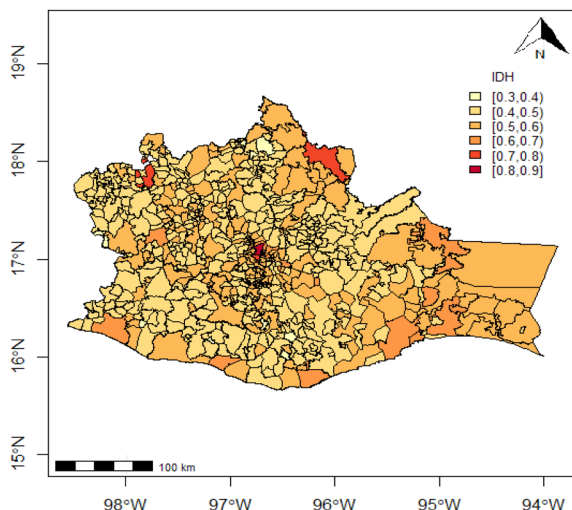 19°N
18°N
17°N
16°N
15°N
N
IDH
[0.3,0.4)
[0.4,0.5)
[0.5,0.6)
[0.6,0.7)
[0.7,0.8)
[0.8,0.9]
100 km
98°W 97°W 96°W 95°W 94°W